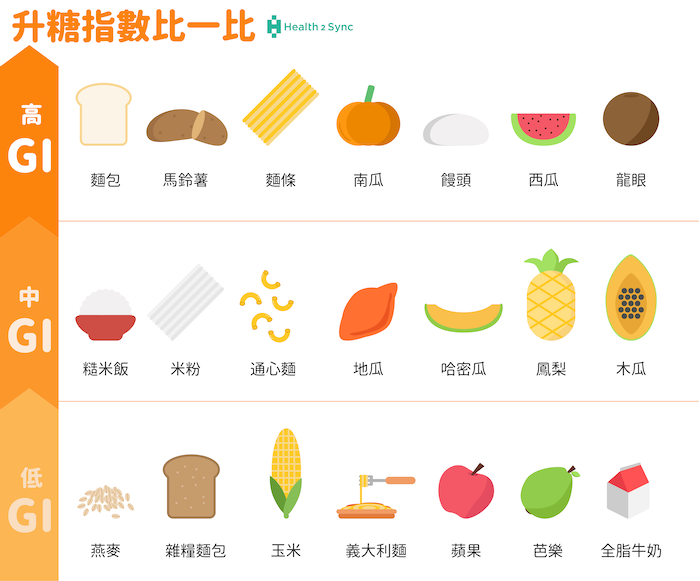 升糖指數比一比 Health2Sync
高
GI
麵包 馬鈴薯 麵條 南瓜 饅頭 西瓜 龍眼
中
GI
糙米飯 米粉 通心麵 地瓜 哈密瓜 鳳梨 木瓜
低
GI
燕麥 雜糧麵包 玉米 義大利麵 蘋果 芭樂 全脂牛奶